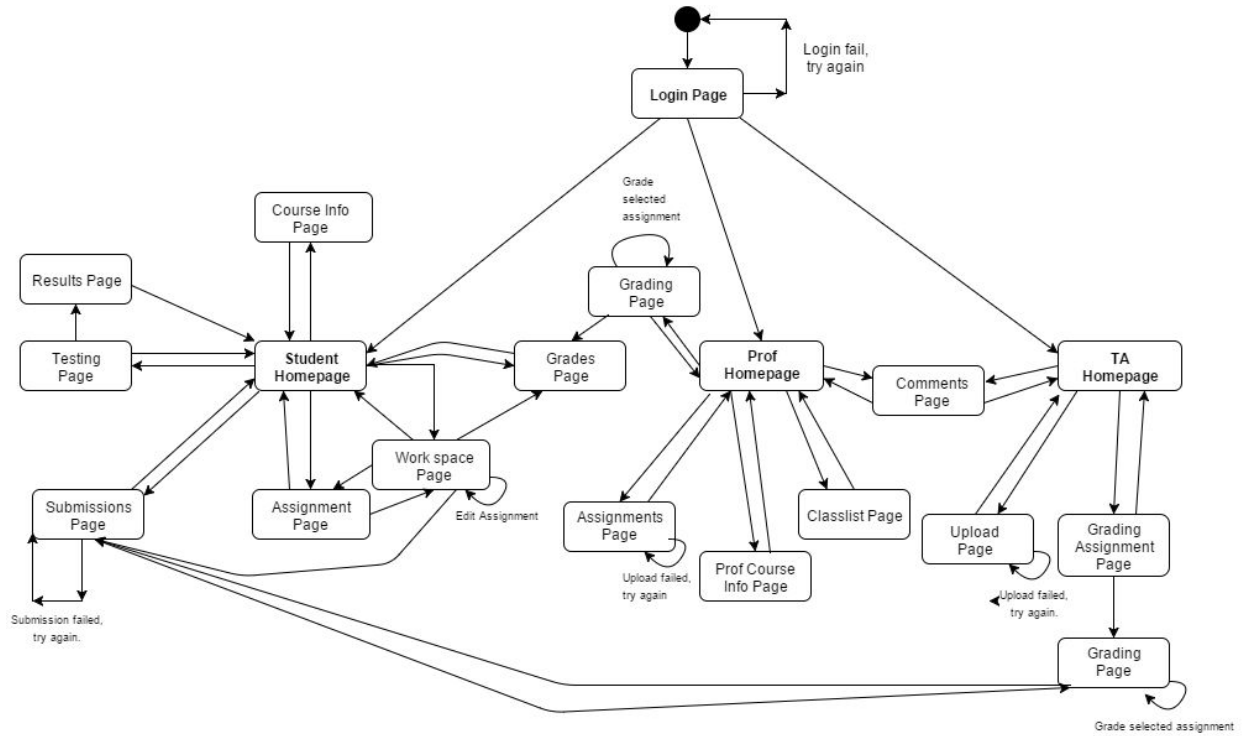 Login fail,
try again
Login Page
Grade
selected
assignment
Course Info
Page
Results Page
Grading
Page
Testing
Page
Student
Homepage
Grades
Page
Prof
Homepage
Comments
Page
TA
Homepage
Work space
Page
Edit Assignment
Submissions
Page
Assignment
Page
Assignments
Page
Classlist Page
Upload
Page
Grading
Assignment
Page
Upload failed,
try again
Prof Course
Info Page
Upload failed,
try again.
Submission failed,
try again.
Grading
Page
Grade selected assignment